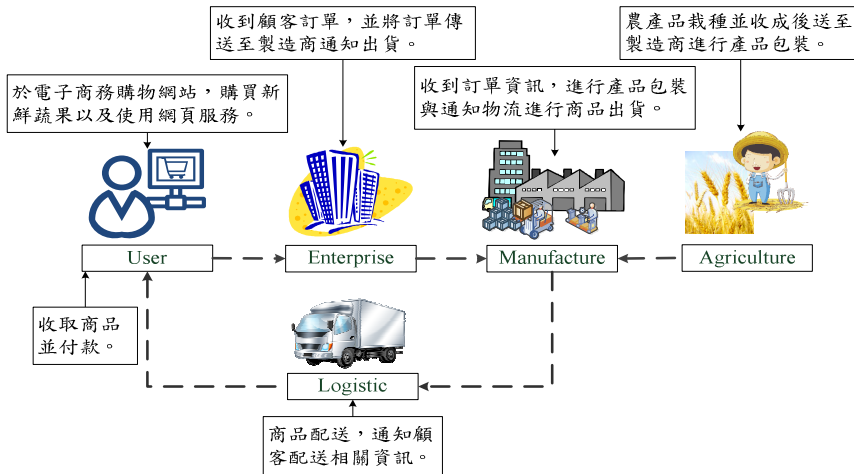 收到顧客訂單，並將訂單傳
送至製造商通知出貨。
農產品栽種並收成後送至
製造商進行產品包裝。
於電子商務購物網站，購買新
鮮蔬果以及使用網頁服務。
收到訂單資訊，進行產品包裝
與通知物流進行商品出貨。
User
Enterprise
Manufacture
Agriculture
收取商品
並付款。
Logistic
商品配送，通知顧
客配送相關資訊。